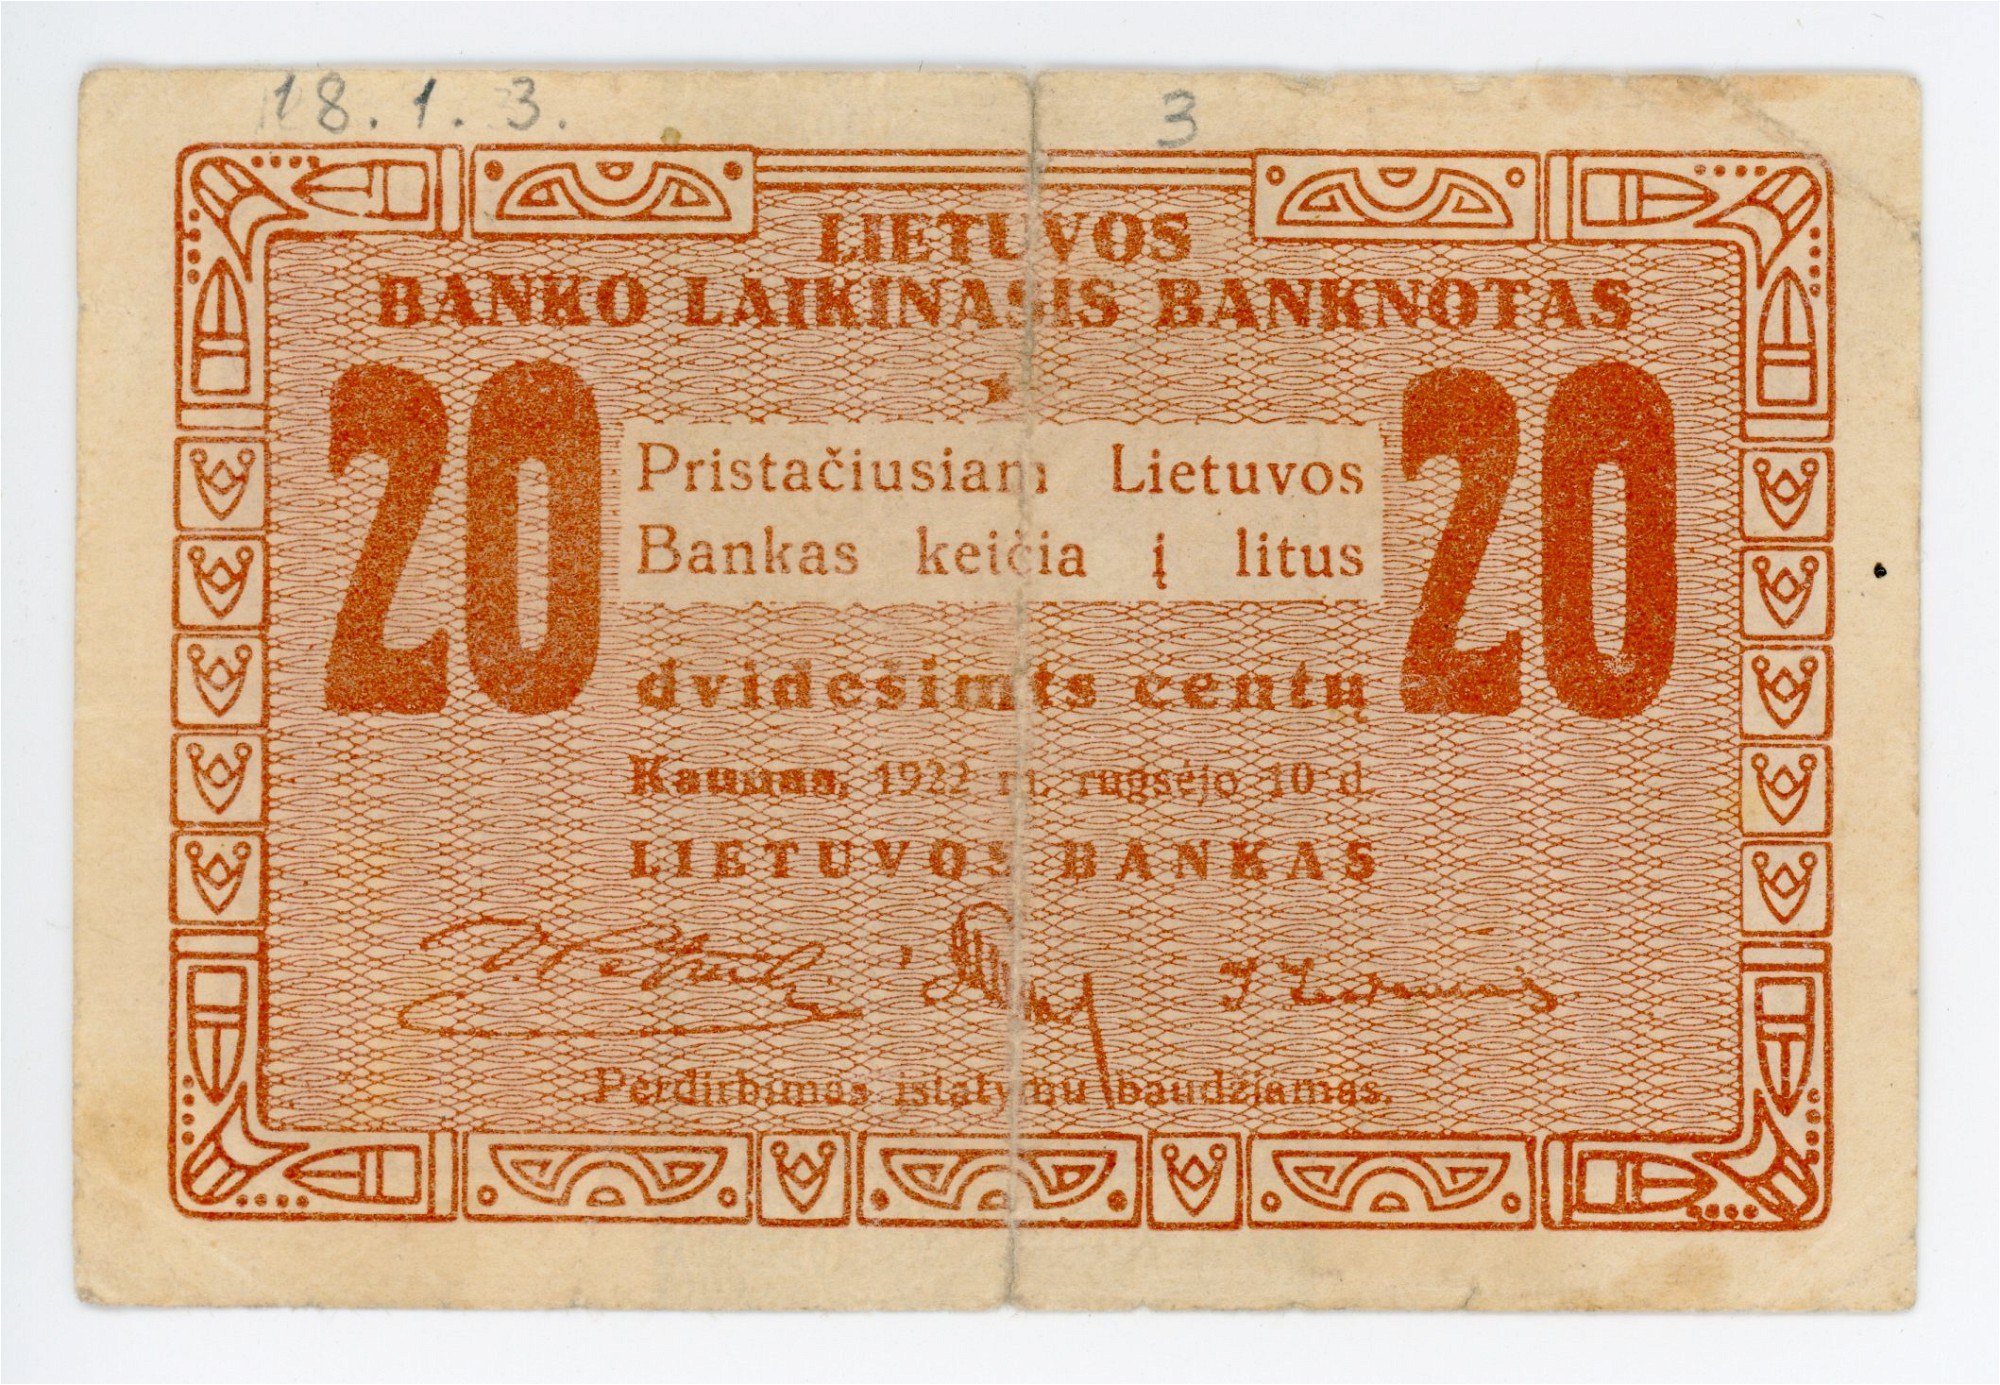 18.1.3. 3
LIETUVOS
BANKO LAIKINASIS BANKNOTAS
20 20
Pristačiusiam Lietuvos
Bankas keičia į litus
dvidešimts centų
Kaunas, 1922 m. rugsėjo 10 d.
LIETUVOS BANKAS
Perdirbimas įstatymu baudžiamas.